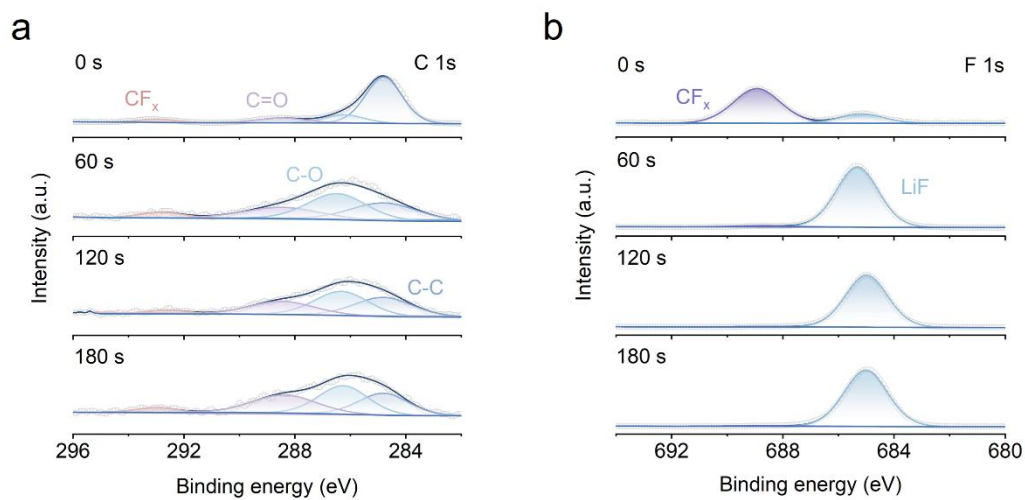 a
0 s
C 1s
CFx
C=O
60 s
C-O
120 s
C-C
180 s
296
292
288
284
Binding energy (eV)
Intensity (a.u.)
b
0 s
F 1s
CFx
60 s
LiF
120 s
180 s
692
688
684
680
Binding energy (eV)
Intensity (a.u.)